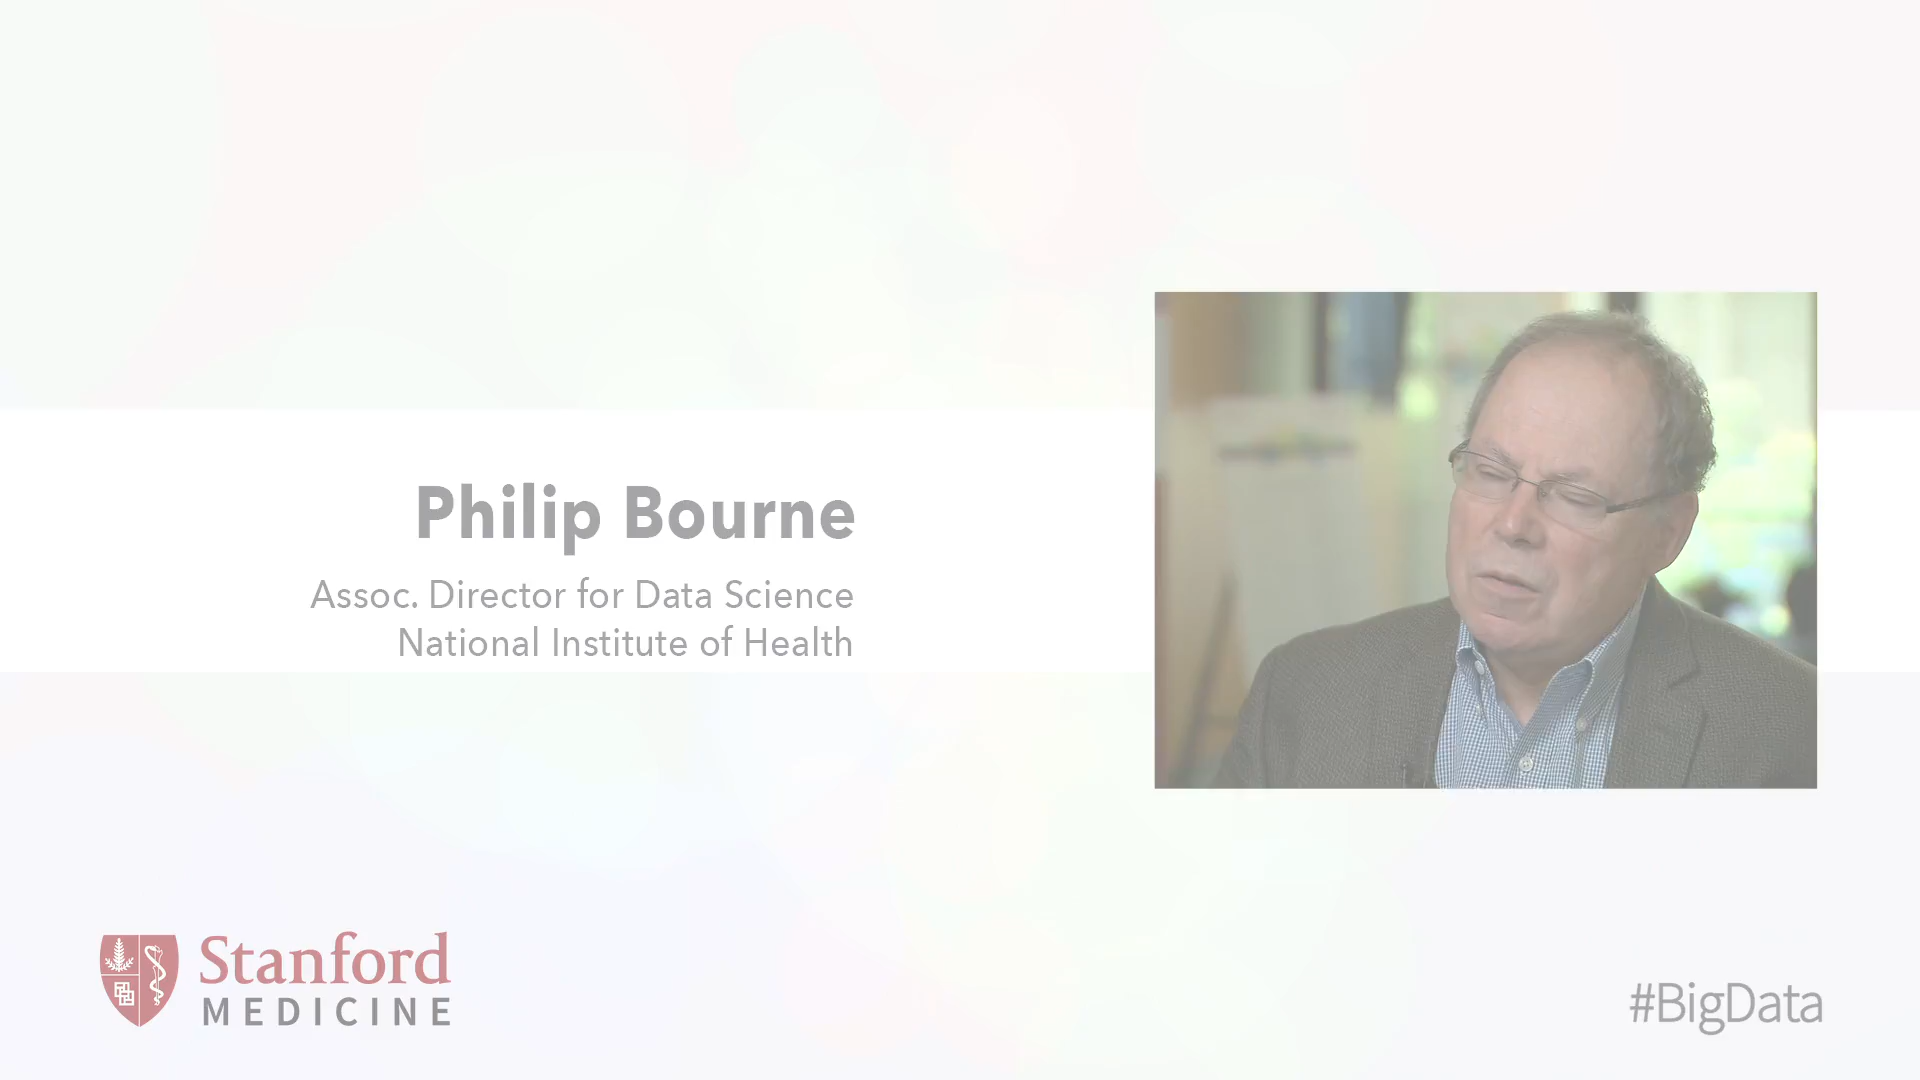 Philip Bourne
Assoc. Director for Data Science
National Institute of Health
Stanford
MEDICINE
#BigData